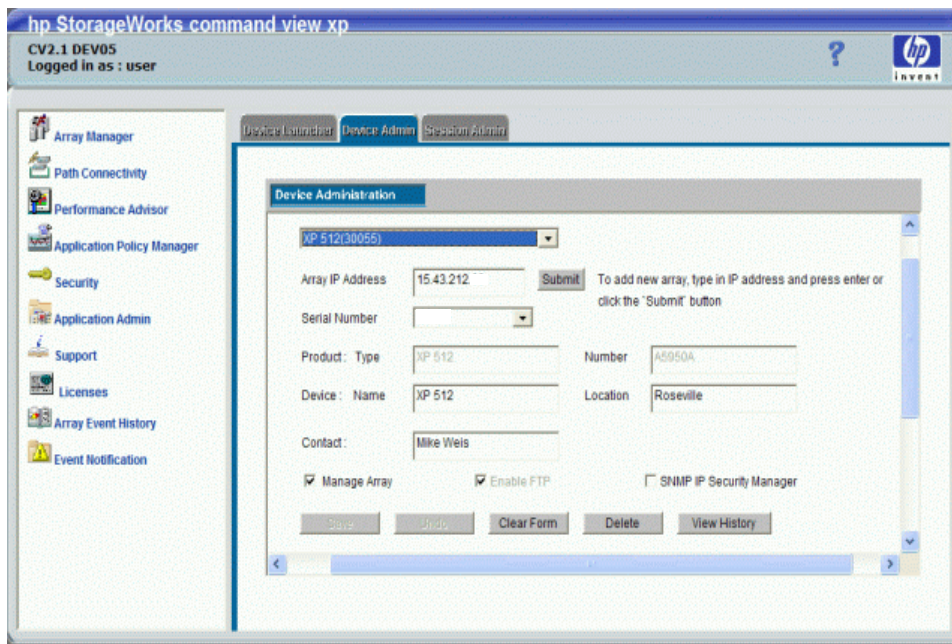 hp StorageWorks command view xp
CV2.1 DEV05
Logged in as : user
?
hp
invent
Array Manager
Path Connectivity
Performance Advisor
Application Policy Manager
Security
Application Admin
Support
Licenses
Array Event History
Event Notification
Device Launcher Device Admin Session Admin
Device Administration
XP 512(30055)
Array IP Address 15.43.212 Submit To add new array, type in IP address and press enter or
click the `Submit' button
Serial Number
Product: Type XP 512 Number A5950A
Device: Name XP 512 Location Roseville
Contact: Mike Weis
Manage Array Enable FTP SNMP IP Security Manager
Save Undo Clear Form Delete View History